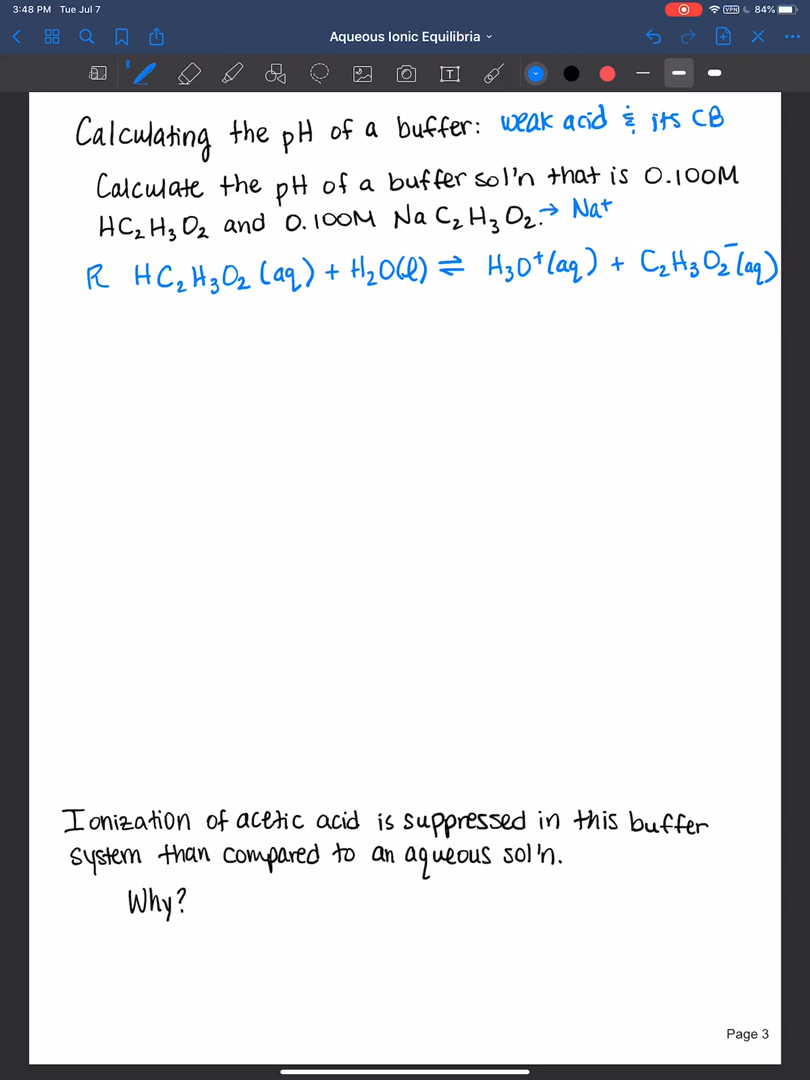 3:48 PM Tue Jul 7 VPN 84%
Aqueous Ionic Equilibria
Calculating the pH of a buffer: weak acid & its CB
Calculate the pH of a buffer sol'n that is 0.100M
HC₂H₃O₂ and 0.100M NaC₂H₃O₂. → Na⁺
R HC₂H₃O₂ (aq) + H₂O(l) ⇌ H₃O⁺(aq) + C₂H₃O₂⁻(aq)
Ionization of acetic acid is suppressed in this buffer
system than compared to an aqueous sol'n.
Why?
Page 3